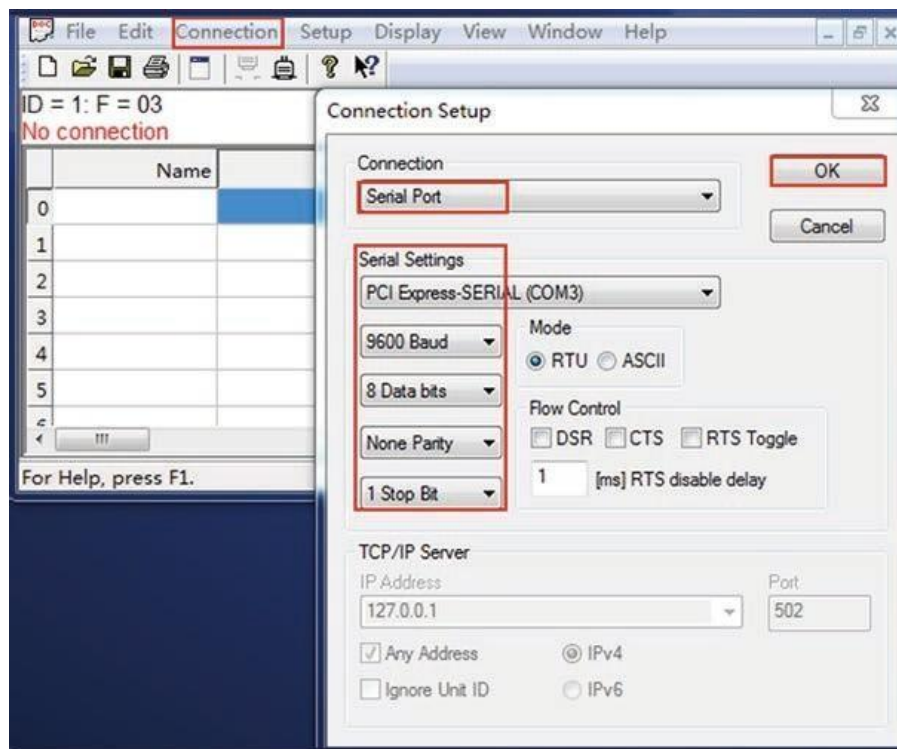 File Edit Connection Setup Display View Window Help
ID = 1: F = 03
No connection
Name
0
1
2
3
4
5
For Help, press F1.
Connection Setup
Connection
Serial Port
OK
Cancel
Serial Settings
PCI Express-SERIAL (COM3)
9600 Baud
8 Data bits
None Parity
1 Stop Bit
Mode
RTU ASCII
Flow Control
DSR CTS RTS Toggle
1 [ms] RTS disable delay
TCP/IP Server
IP Address Port
127.0.0.1 502
Any Address IPv4
Ignore Unit ID IPv6